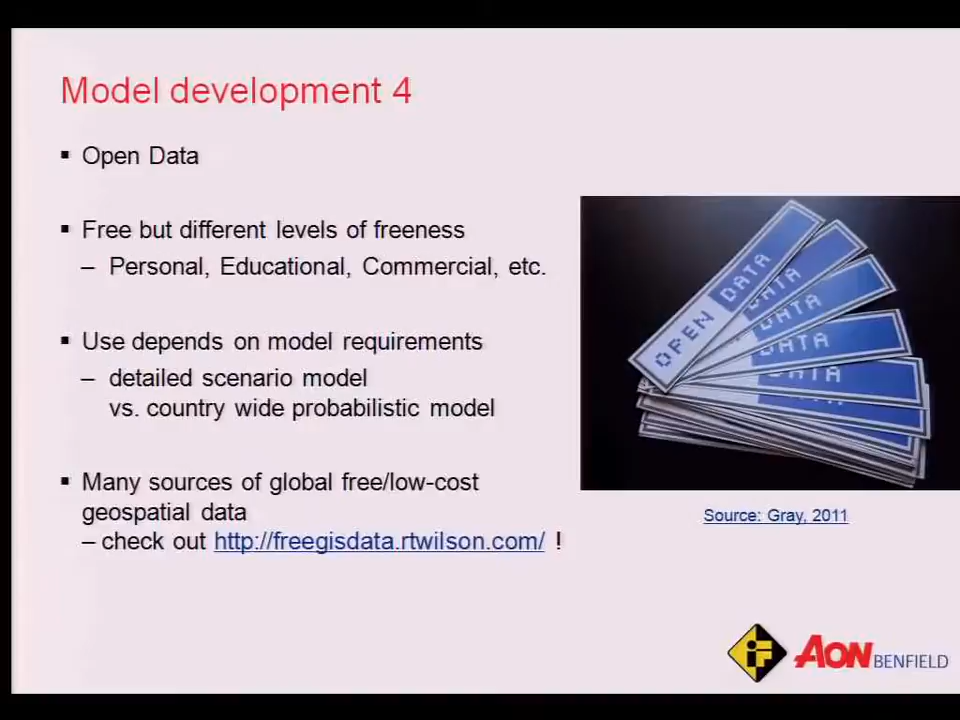 Model development 4
▪ Open Data
▪ Free but different levels of freeness
– Personal, Educational, Commercial, etc.
▪ Use depends on model requirements
– detailed scenario model
vs. country wide probabilistic model
▪ Many sources of global free/low-cost
geospatial data
– check out http://freegisdata.rtwilson.com/ !
OPEN DATA
DATA
DATA
DATA
DATA
Source: Gray, 2011
iF AON BENFIELD